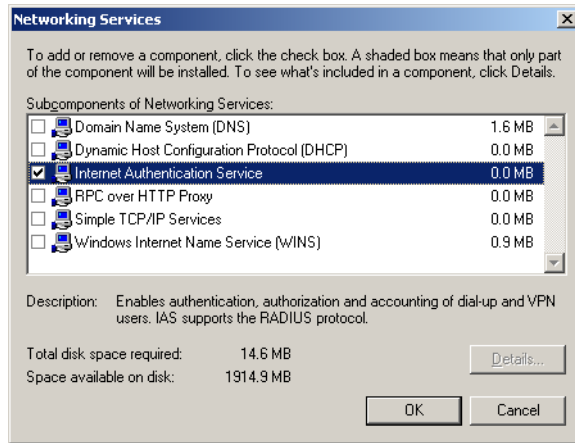 Networking Services
To add or remove a component, click the check box. A shaded box means that only part
of the component will be installed. To see what's included in a component, click Details.
Subcomponents of Networking Services:
Domain Name System (DNS) 1.6 MB
Dynamic Host Configuration Protocol (DHCP) 0.0 MB
Internet Authentication Service 0.0 MB
RPC over HTTP Proxy 0.0 MB
Simple TCP/IP Services 0.0 MB
Windows Internet Name Service (WINS) 0.9 MB
Description: Enables authentication, authorization and accounting of dial-up and VPN
users. IAS supports the RADIUS protocol.
Total disk space required: 14.6 MB
Space available on disk: 1914.9 MB
Details...
OK Cancel